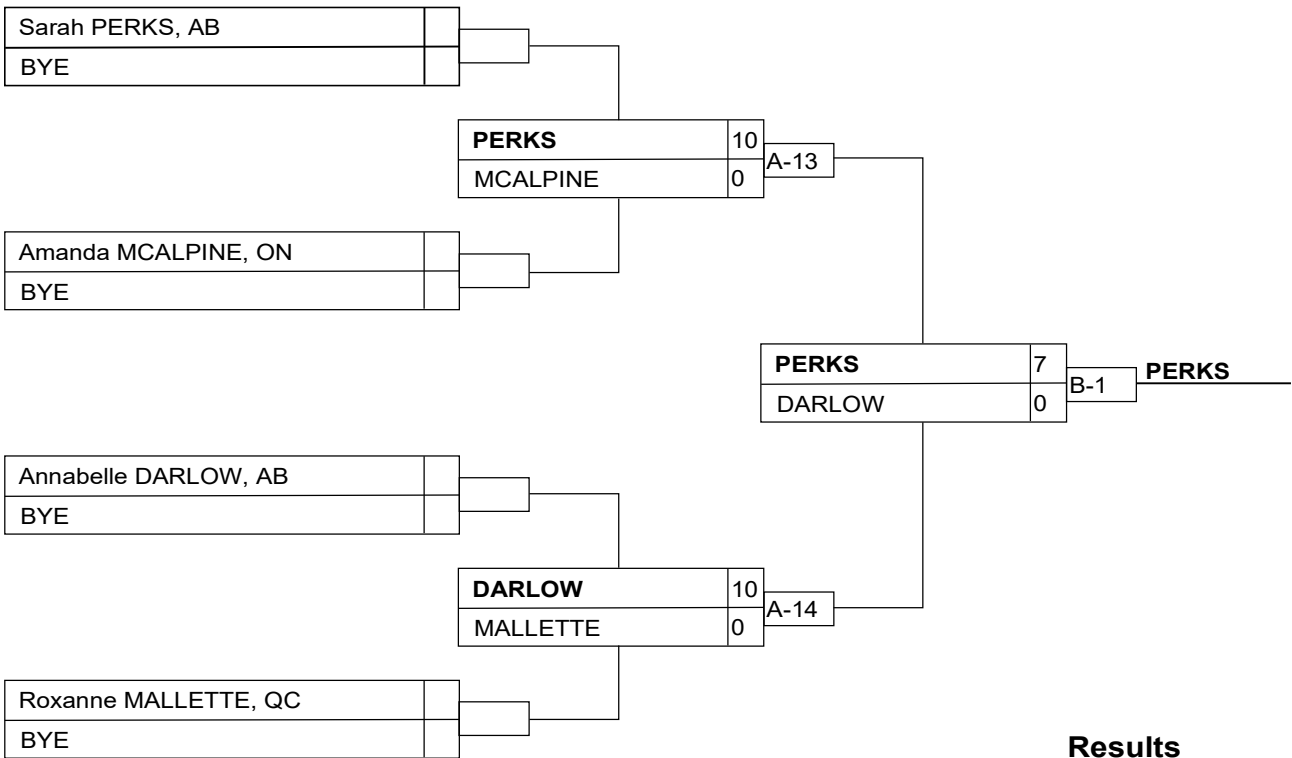 Sarah PERKS, AB
BYE
PERKS 10
A-13
MCALPINE 0
Amanda MCALPINE, ON
BYE
PERKS 7
B-1
PERKS
DARLOW 0
Annabelle DARLOW, AB
BYE
DARLOW 10
A-14
MALLETTE 0
Roxanne MALLETTE, QC
BYE
Results